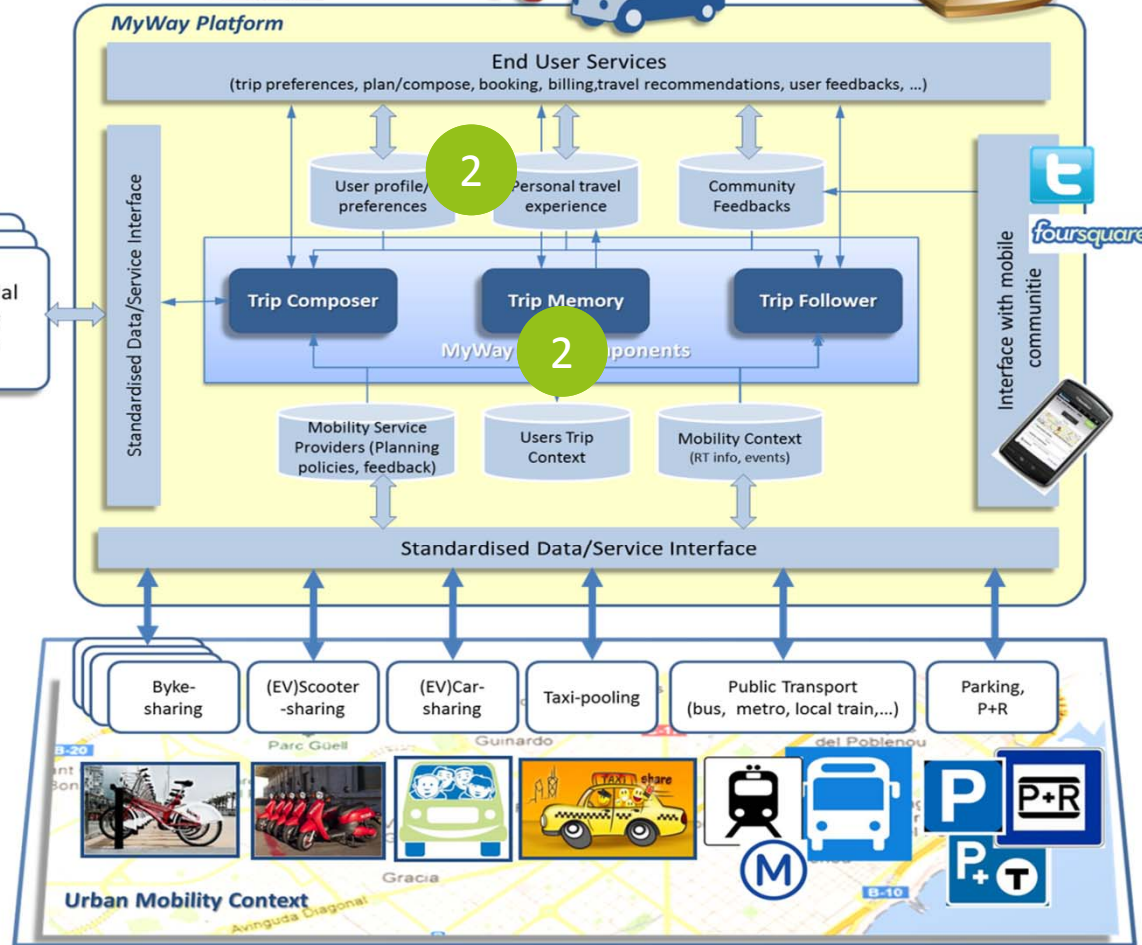 MyWay Platform
End User Services
(trip preferences, plan/compose, booking, billing,travel recommendations, user feedbacks, ...)
Standardised Data/Service Interface
User profile/
preferences
2
Personal travel
experience
Community
Feedbacks
Interface with mobile
communitie
t
foursquare
al
Trip Composer
Trip Memory
Trip Follower
MyWay
2
ponents
Mobility Service
Providers (Planning
policies, feedback)
Users Trip
Context
Mobility Context
(RT info, events)
Standardised Data/Service Interface
Byke-
sharing
(EV)Scooter
-sharing
(EV)Car-
sharing
Taxi-pooling
Public Transport
(bus, metro, local train,...)
Parking,
P+R
B-20
Parc Güell
Guinardo
del Poblenou
TAXI share
P
P+R
M
P+T
Gracia
B-10
Urban Mobility Context
Avinguda Diagonal